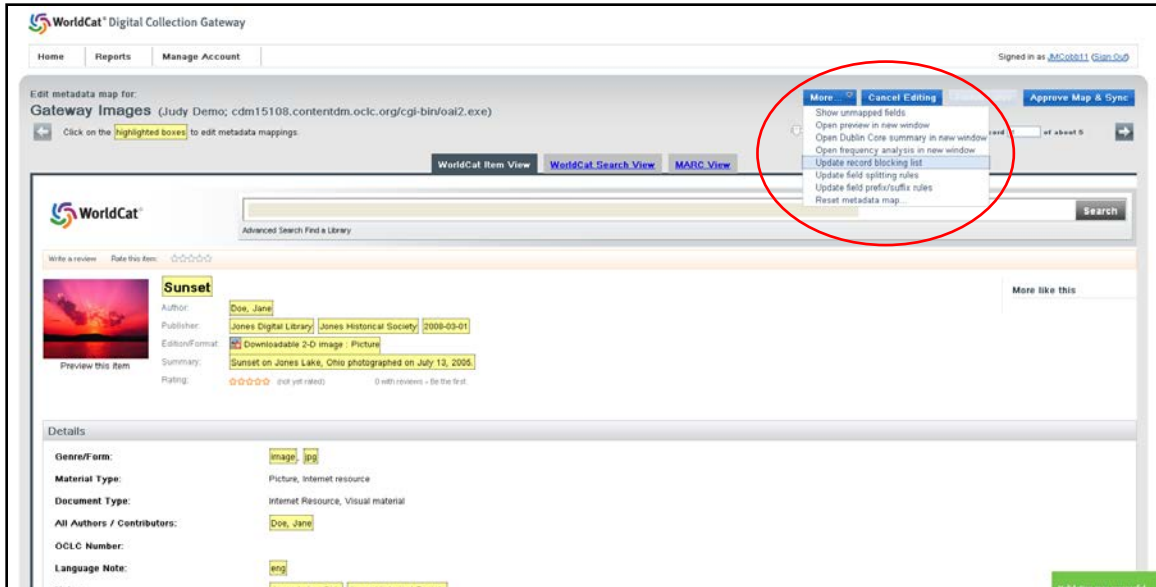 WorldCat® Digital Collection Gateway
Home Reports Manage Account Signed in as JMCobb11 (Sign Out)
Edit metadata map for:
Gateway Images (Judy Demo; cdm15108.contentdm.oclc.org/cgi-bin/oai2.exe)
More... Cancel Editing Approve Map & Sync
Click on the highlighted boxes to edit metadata mappings.
of about 5
Show unmapped fields
Open preview in new window
Open Dublin Core summary in new window
Open frequency analysis in new window
Update record blocking list
Update field splitting rules
Update field prefix/suffix rules
Reset metadata map...
WorldCat Item View WorldCat Search View MARC View
WorldCat®
Search
Advanced Search Find a Library
Write a review Rate this item:
Sunset
More like this
Author: Doe, Jane
Publisher: Jones Digital Library Jones Historical Society 2008-03-01
Edition/Format: Downloadable 2-D image : Picture
Summary: Sunset on Jones Lake, Ohio photographed on July 13, 2005.
Preview this item
Rating: (not yet rated) 0 with reviews - Be the first.
Details
Genre/Form: image, jpg
Material Type: Picture, Internet resource
Document Type: Internet Resource, Visual material
All Authors / Contributors: Doe, Jane
OCLC Number:
Language Note: eng